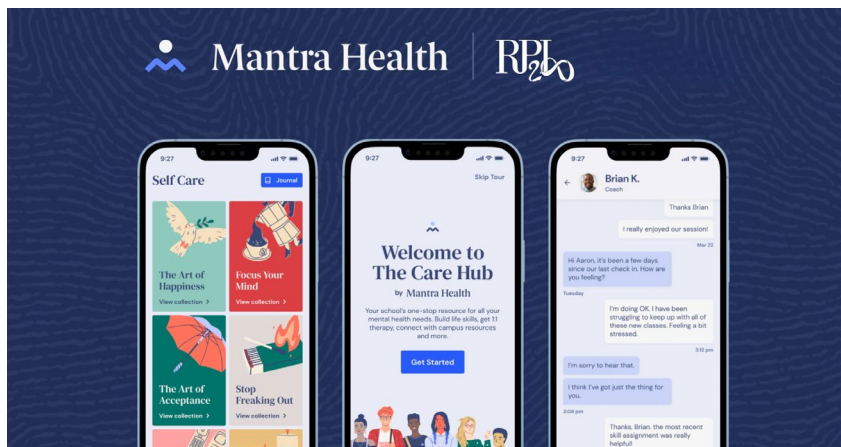 Mantra Health
9:27
Self Care
Journal
The Art of
Happiness
View collection >
Focus Your
Mind
View collection >
The Art of
Acceptance
View collection >
Stop
Freaking Out
View collection >
9:27
Skip Tour
Welcome to
The Care Hub
by Mantra Health
Your school's one-stop resource for all your
mental health needs. Build life skills, get 1:1
therapy, connect with campus resources
and more.
Get Started
9:27
Brian K.
Coach
Thanks Brian
I really enjoyed our session!
Mar 22
Hi Aaron, it's been a few days
since our last check in. How are
you feeling?
Tuesday
I'm doing OK. I have been
struggling to keep up with all of
these new classes. Feeling a bit
stressed.
3:12 pm
I'm sorry to hear that.
I think I've got just the thing for
you.
Thanks, Brian. the most recent
skill assignment was really
helpful!